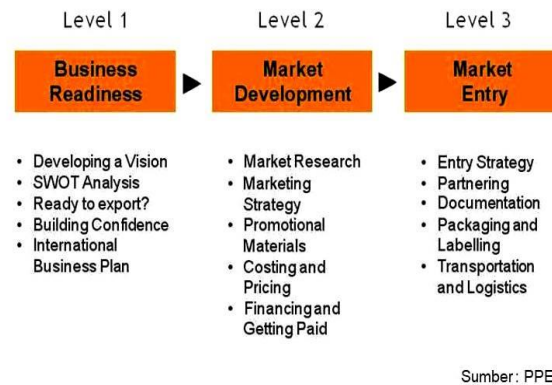 Level 1
Business
Readiness
• Developing a Vision
• SWOT Analysis
• Ready to export?
• Building Confidence
• International
Business Plan
Level 2
Market
Development
• Market Research
• Marketing
Strategy
• Promotional
Materials
• Costing and
Pricing
• Financing and
Getting Paid
Level 3
Market
Entry
• Entry Strategy
• Partnering
• Documentation
• Packaging and
Labelling
• Transportation
and Logistics
Sumber: PPE